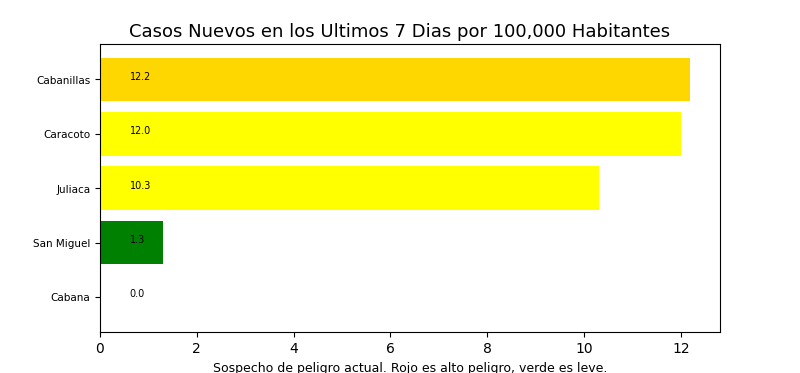 Casos Nuevos en los Ultimos 7 Dias por 100,000 Habitantes
Cabanillas 12.2
Caracoto 12.0
Juliaca 10.3
San Miguel 1.3
Cabana 0.0
0 2 4 6 8 10 12
Sospecho de peligro actual. Rojo es alto peligro, verde es leve.